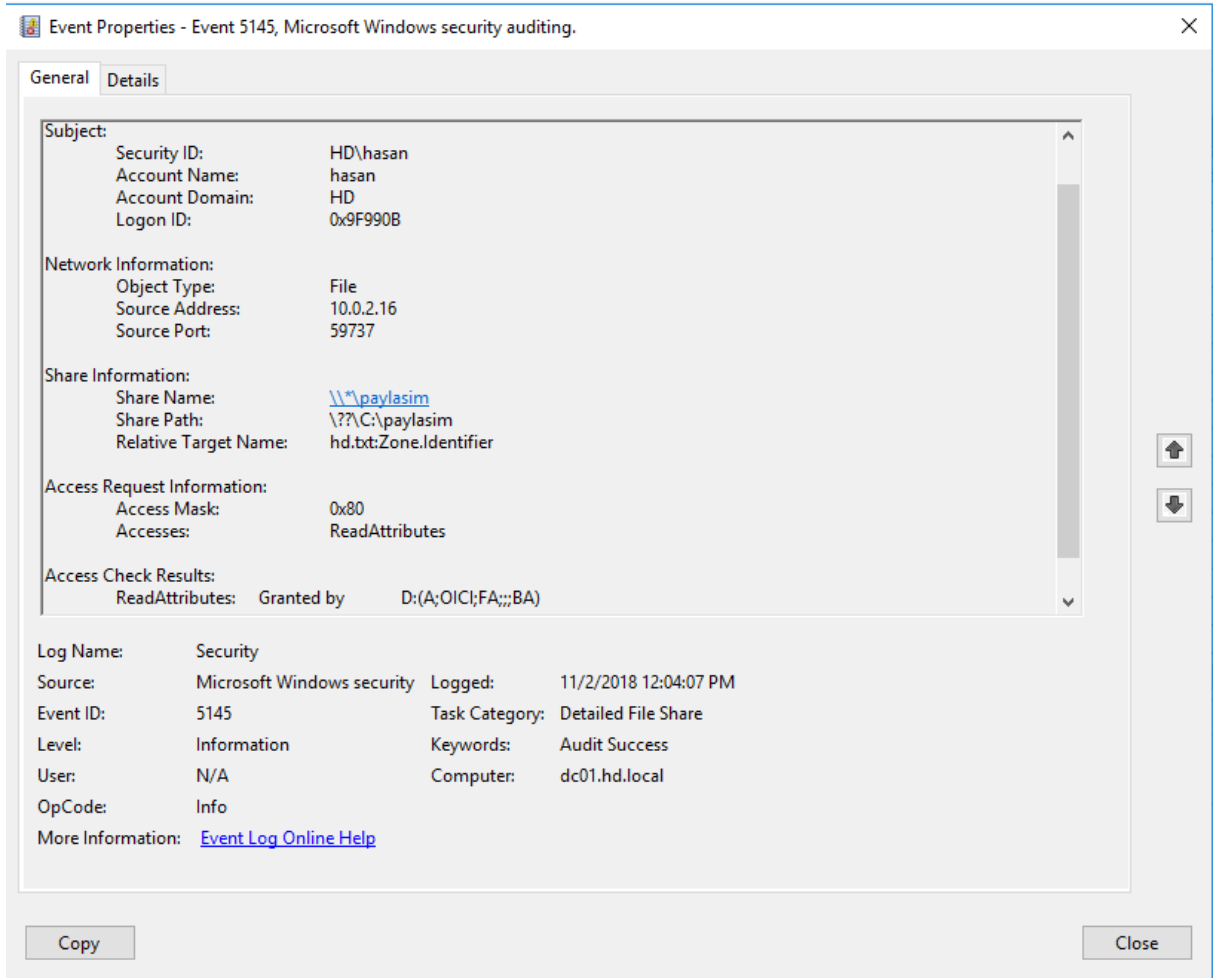 Event Properties - Event 5145, Microsoft Windows security auditing.
General Details
Subject:
Security ID: HD\hasan
Account Name: hasan
Account Domain: HD
Logon ID: 0x9F990B
Network Information:
Object Type: File
Source Address: 10.0.2.16
Source Port: 59737
Share Information:
Share Name: \\*\paylasim
Share Path: \??\C:\paylasim
Relative Target Name: hd.txt:Zone.Identifier
Access Request Information:
Access Mask: 0x80
Accesses: ReadAttributes
Access Check Results:
ReadAttributes: Granted by D:(A;OICI;FA;;;BA)
Log Name: Security
Source: Microsoft Windows security Logged: 11/2/2018 12:04:07 PM
Event ID: 5145 Task Category: Detailed File Share
Level: Information Keywords: Audit Success
User: N/A Computer: dc01.hd.local
OpCode: Info
More Information: Event Log Online Help
Copy Close